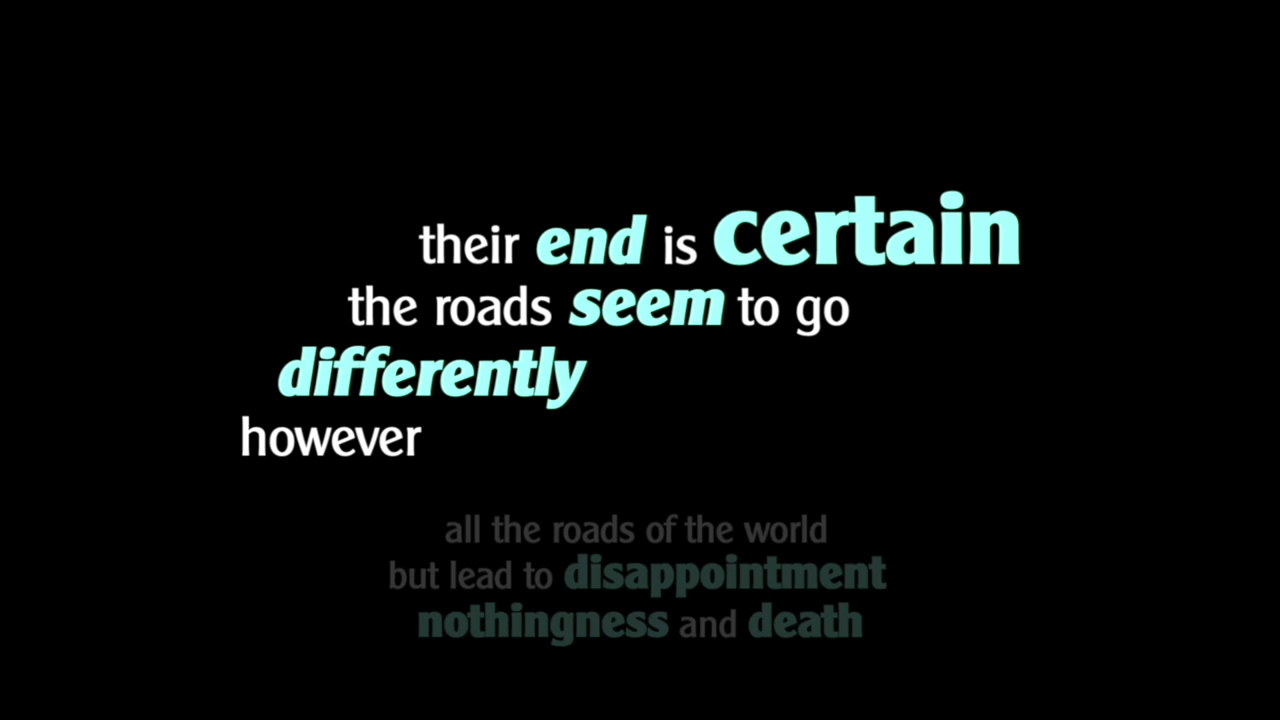 their end is certain
the roads seem to go
differently
however
all the roads of the world
but lead to disappointment
nothingness and death